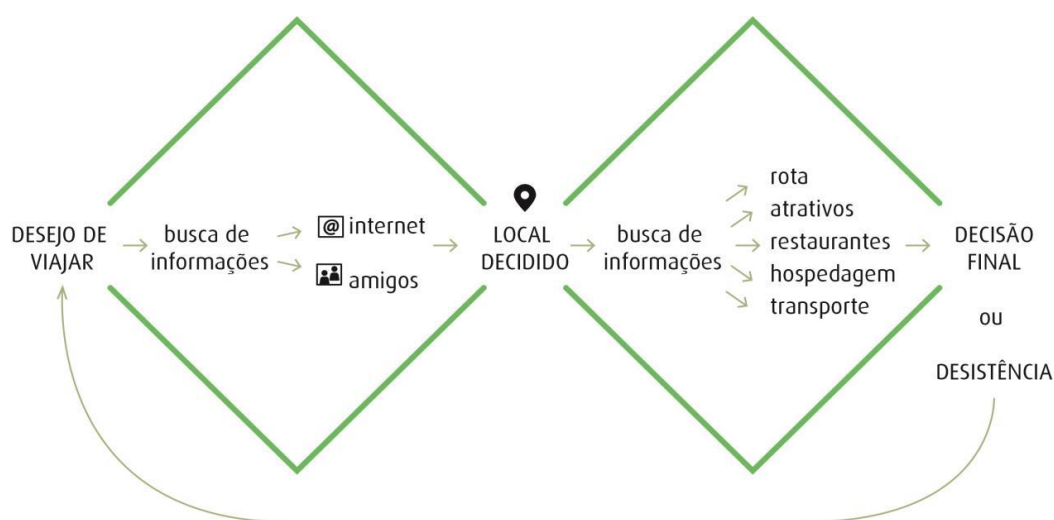 DESEJO DE
VIAJAR
busca de
informações
@ internet
amigos
LOCAL
DECIDIDO
busca de
informações
rota
atrativos
restaurantes
hospedagem
transporte
DECISÃO
FINAL
ou
DESISTÊNCIA